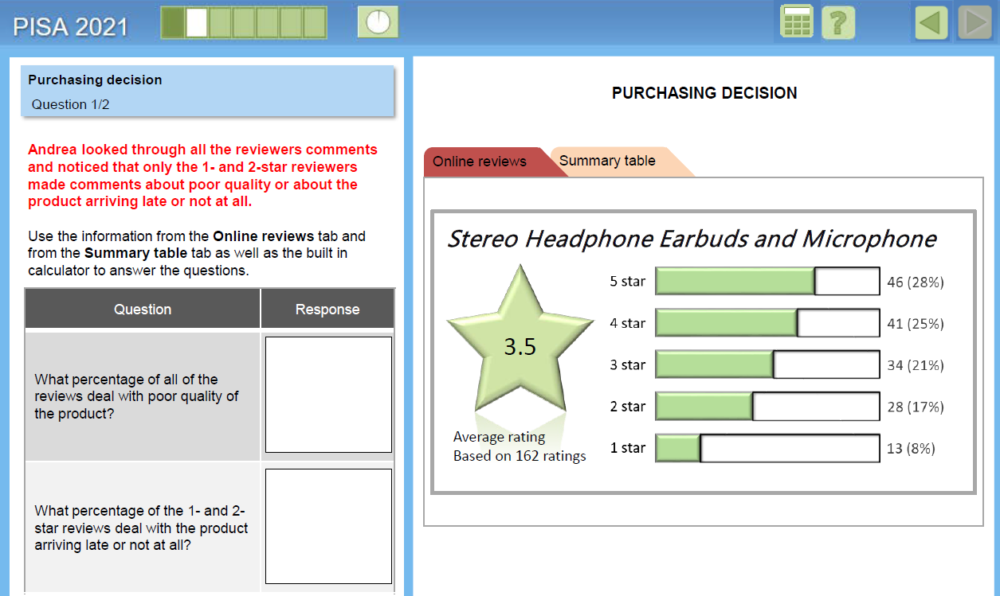 PISA 2021
?
Purchasing decision
Question 1/2
Andrea looked through all the reviewers comments
and noticed that only the 1- and 2-star reviewers
made comments about poor quality or about the
product arriving late or not at all.
Use the information from the Online reviews tab and
from the Summary table tab as well as the built in
calculator to answer the questions.
Question Response
What percentage of all of the
reviews deal with poor quality of
the product?
What percentage of the 1- and 2-
star reviews deal with the product
arriving late or not at all?
PURCHASING DECISION
Online reviews Summary table
Stereo Headphone Earbuds and Microphone
3.5
Average rating
Based on 162 ratings
5 star 46 (28%)
4 star 41 (25%)
3 star 34 (21%)
2 star 28 (17%)
1 star 13 (8%)